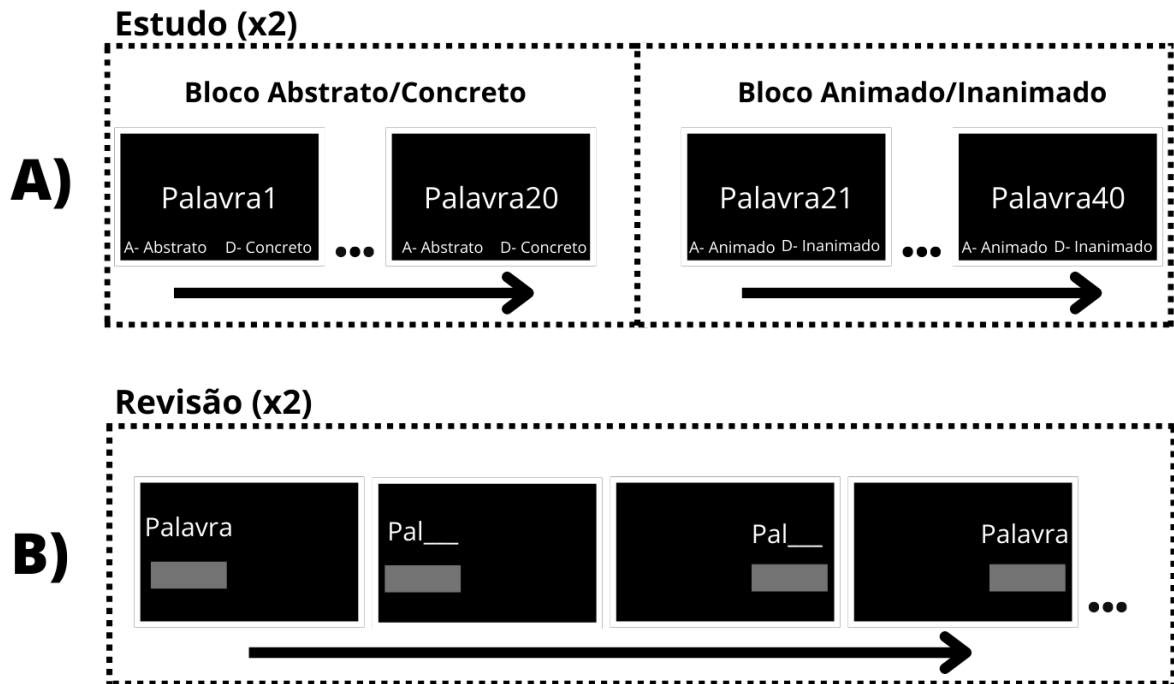 Estudo (x2)
Bloco Abstrato/Concreto
Bloco Animado/Inanimado
A)
Palavra1
A- Abstrato D- Concreto
...
Palavra20
A- Abstrato D- Concreto
Palavra21
A- Animado D- Inanimado
...
Palavra40
A- Animado D- Inanimado
Revisão (x2)
B)
Palavra
Pal___
Pal___
Palavra
...